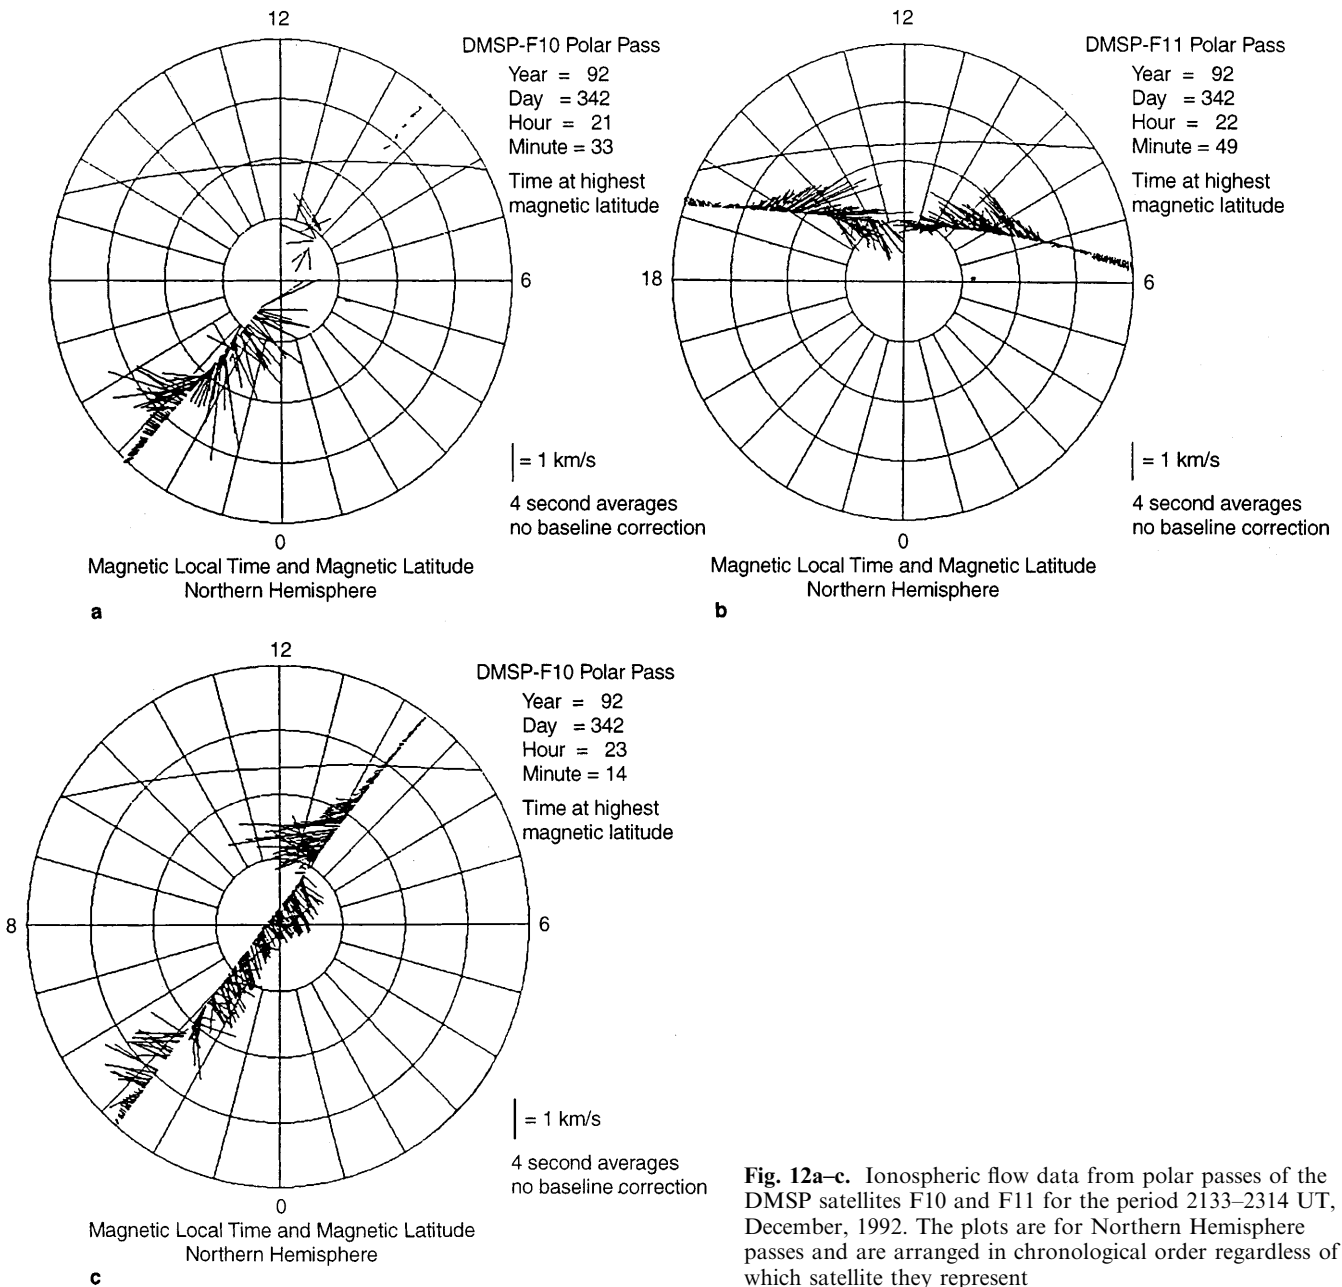 12
DMSP-F10 Polar Pass
Year = 92
Day = 342
Hour = 21
Minute = 33
Time at highest
magnetic latitude
6
= 1 km/s
4 second averages
no baseline correction
0
Magnetic Local Time and Magnetic Latitude
Northern Hemisphere
a
12
DMSP-F11 Polar Pass
Year = 92
Day = 342
Hour = 22
Minute = 49
Time at highest
magnetic latitude
18
6
= 1 km/s
4 second averages
no baseline correction
0
Magnetic Local Time and Magnetic Latitude
Northern Hemisphere
b
12
DMSP-F10 Polar Pass
Year = 92
Day = 342
Hour = 23
Minute = 14
Time at highest
magnetic latitude
8
6
= 1 km/s
4 second averages
no baseline correction
0
Magnetic Local Time and Magnetic Latitude
Northern Hemisphere
c
Fig. 12a–c. Ionospheric flow data from polar passes of the
DMSP satellites F10 and F11 for the period 2133–2314 UT, 7
December, 1992. The plots are for Northern Hemisphere
passes and are arranged in chronological order regardless of
which satellite they represent